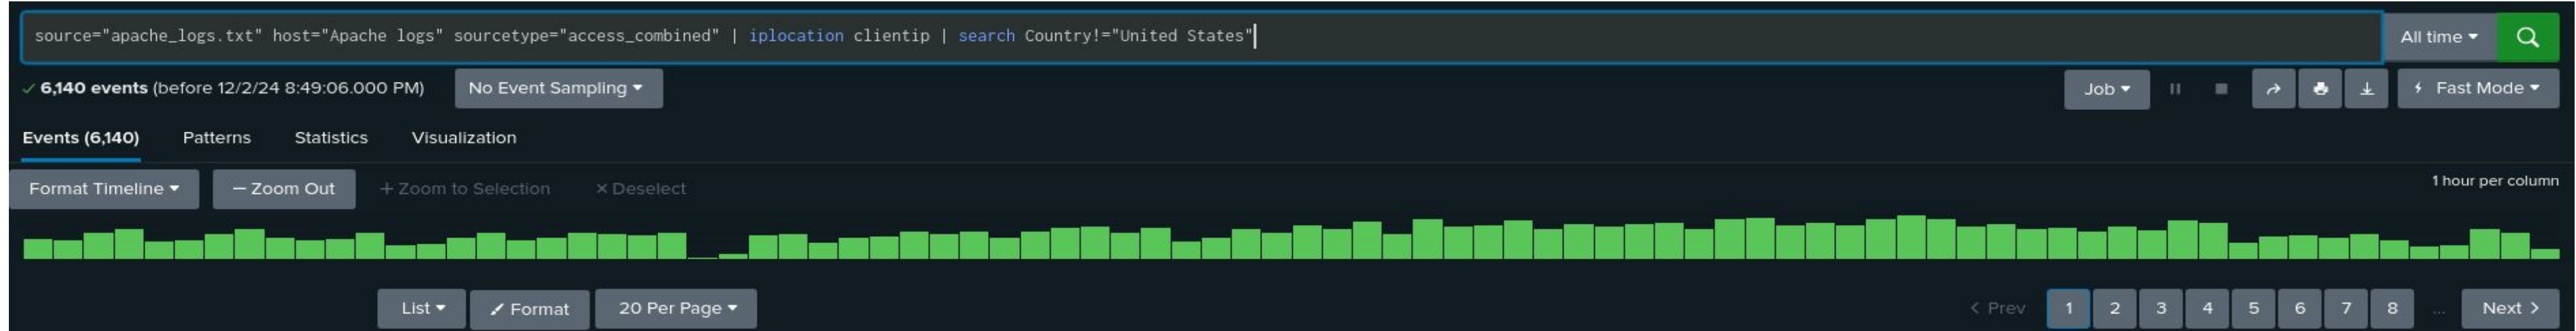 source="apache_logs.txt" host="Apache logs" sourcetype="access_combined" | iplocation clientip | search Country!="United States"
All time
6,140 events (before 12/2/24 8:49:06.000 PM)
No Event Sampling
Job
Fast Mode
Events (6,140)
Patterns
Statistics
Visualization
Format Timeline
— Zoom Out
+ Zoom to Selection
× Deselect
1 hour per column
List
Format
20 Per Page
< Prev
1
2
3
4
5
6
7
8
...
Next >